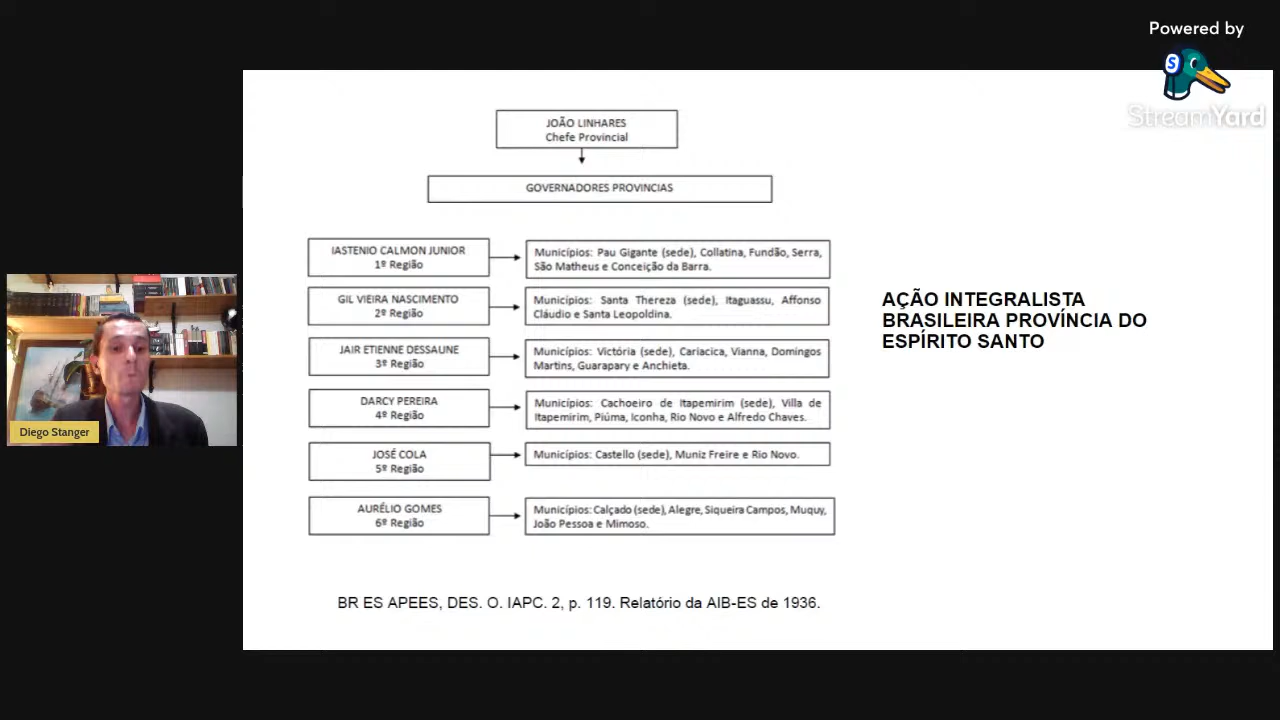 Powered by
StreamYard
JOÃO LINHARES
Chefe Provincial
GOVERNADORES PROVINCIAS
IASTENIO CALMON JUNIOR
1º Região
Municípios: Pau Gigante (sede), Collatina, Fundão, Serra,
São Matheus e Conceição da Barra.
GIL VIEIRA NASCIMENTO
2º Região
Municípios: Santa Thereza (sede), Itaguassu, Affonso
Cláudio e Santa Leopoldina.
JAIR ETIENNE DESSAUNE
3º Região
Municípios: Victória (sede), Cariacica, Vianna, Domingos
Martins, Guarapary e Anchieta.
DARCY PEREIRA
4º Região
Municípios: Cachoeiro de Itapemirim (sede), Villa de
Itapemirim, Piúma, Iconha, Rio Novo e Alfredo Chaves.
JOSÉ COLA
5º Região
Municípios: Castello (sede), Muniz Freire e Rio Novo.
AURÉLIO GOMES
6º Região
Municípios: Calçado (sede), Alegre, Siqueira Campos, Muquy,
João Pessoa e Mimoso.
AÇÃO INTEGRALISTA
BRASILEIRA PROVÍNCIA DO
ESPÍRITO SANTO
BR ES APEES, DES. O. IAPC. 2, p. 119. Relatório da AIB-ES de 1936.
Diego Stanger